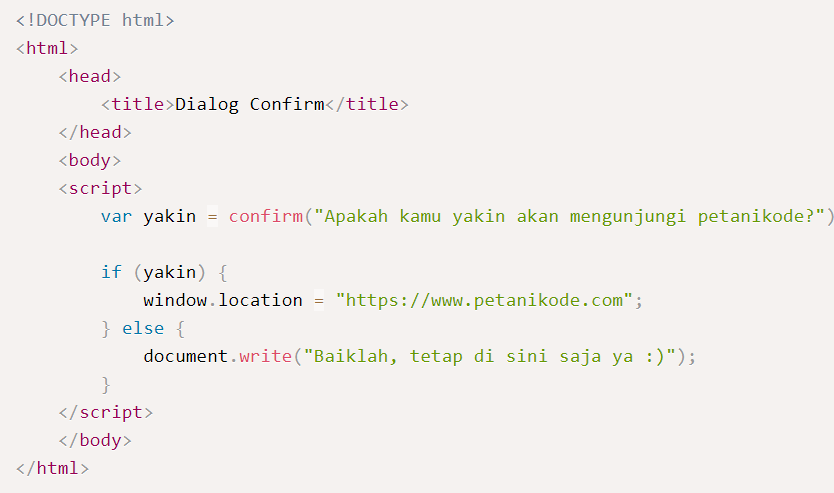 <!DOCTYPE html>
<html>
<head>
<title>Dialog Confirm</title>
</head>
<body>
<script>
var yakin = confirm("Apakah kamu yakin akan mengunjungi petanikode?")
if (yakin) {
window.location = "https://www.petanikode.com";
} else {
document.write("Baiklah, tetap di sini saja ya :)");
}
</script>
</body>
</html>